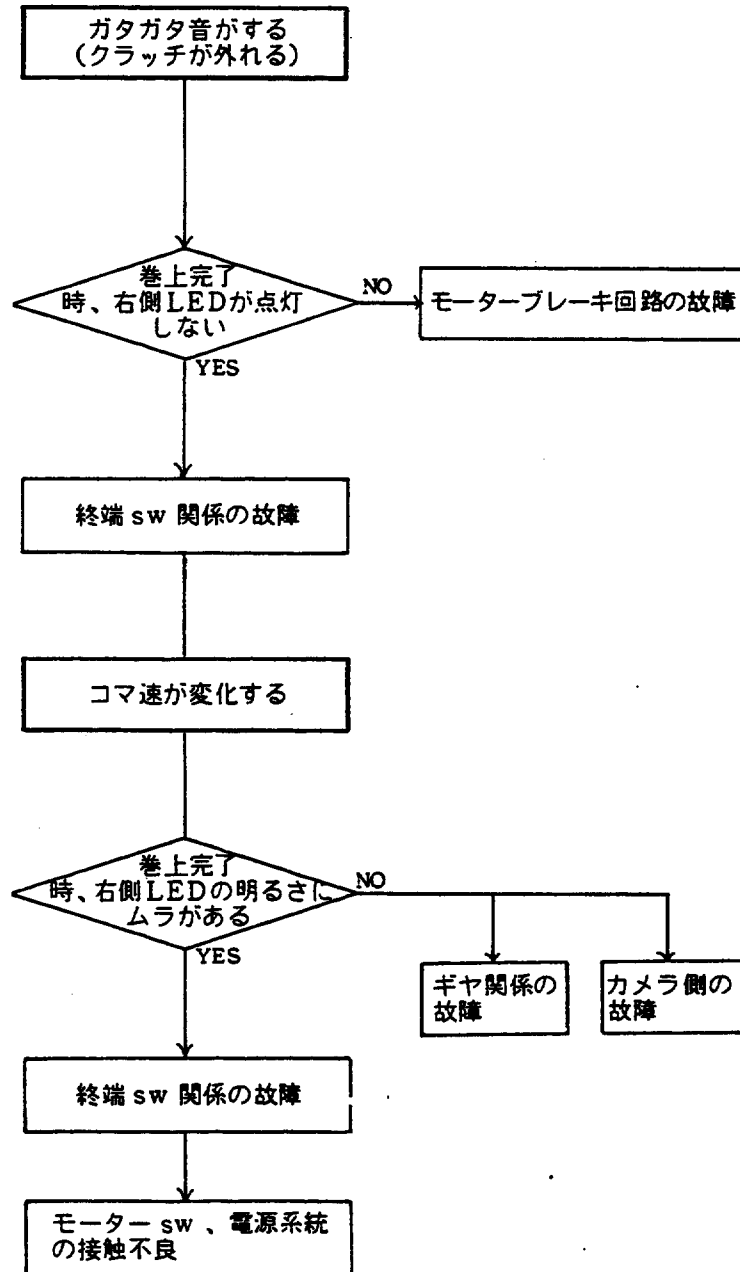 ガタガタ音がする
(クラッチが外れる)
巻上完了
時、右側LEDが点灯
しない
NO
モーターブレーキ回路の故障
YES
終端sw 関係の故障
コマ速が変化する
巻上完了
時、右側LEDの明るさに
ムラがある
NO
YES
ギヤ関係の
故障
カメラ側の
故障
終端sw 関係の故障
モーターsw 、電源系統
の接触不良